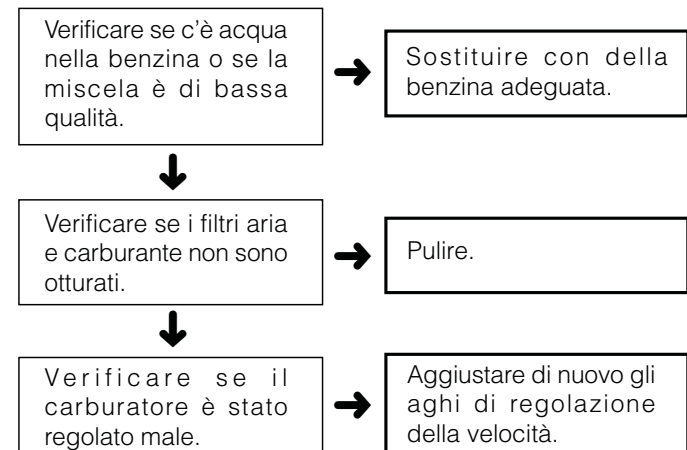 Verificare se c'è acqua
nella benzina o se la
miscela è di bassa
qualità.
Sostituire con della
benzina adeguata.
Verificare se i filtri aria
e carburante non sono
otturati.
Pulire.
Verificare se il
carburatore è stato
regolato male.
Aggiustare di nuovo gli
aghi di regolazione
della velocità.